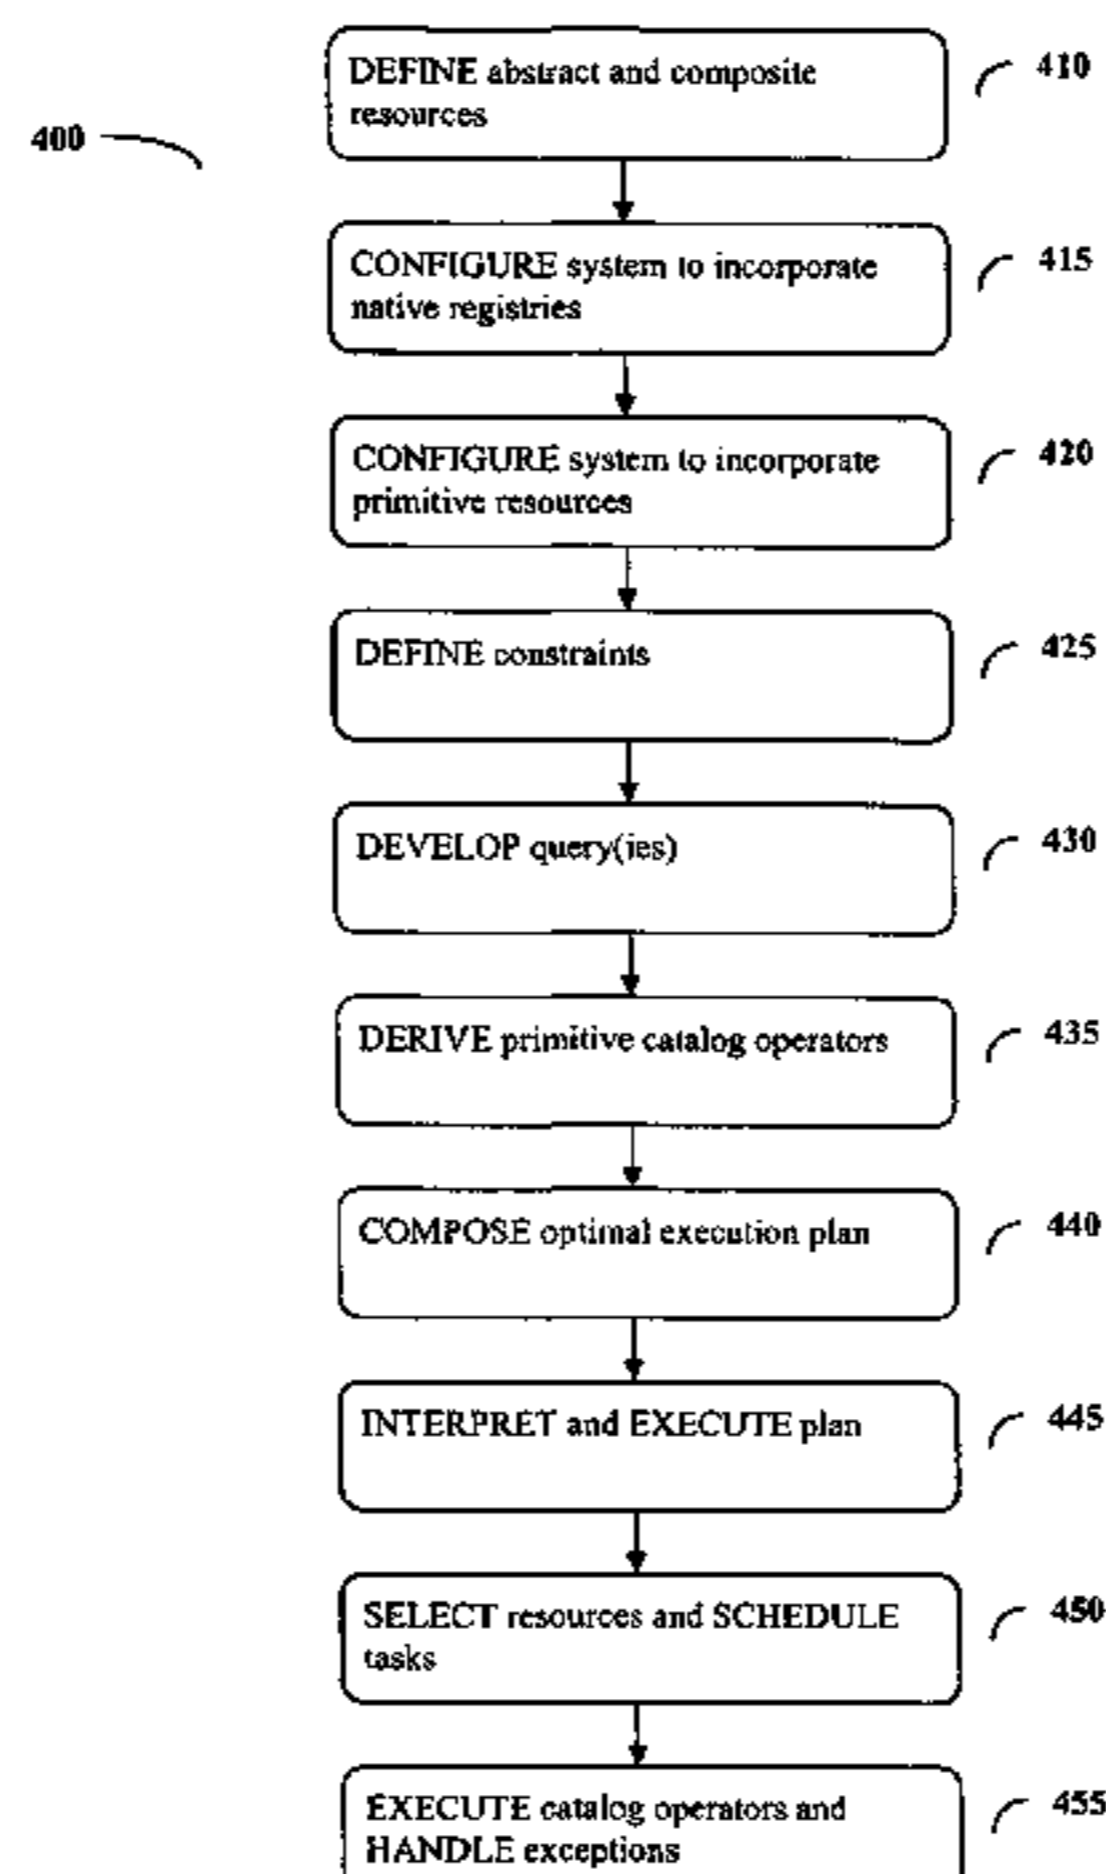 DEFINE abstract and composite
resources
410
400
CONFIGURE system to incorporate
native registries
415
CONFIGURE system to incorporate
primitive resources
420
DEFINE constraints
425
DEVELOP query(ies)
430
DERIVE primitive catalog operators
435
COMPOSE optimal execution plan
440
INTERPRET and EXECUTE plan
445
SELECT resources and SCHEDULE
tasks
450
EXECUTE catalog operators and
HANDLE exceptions
455